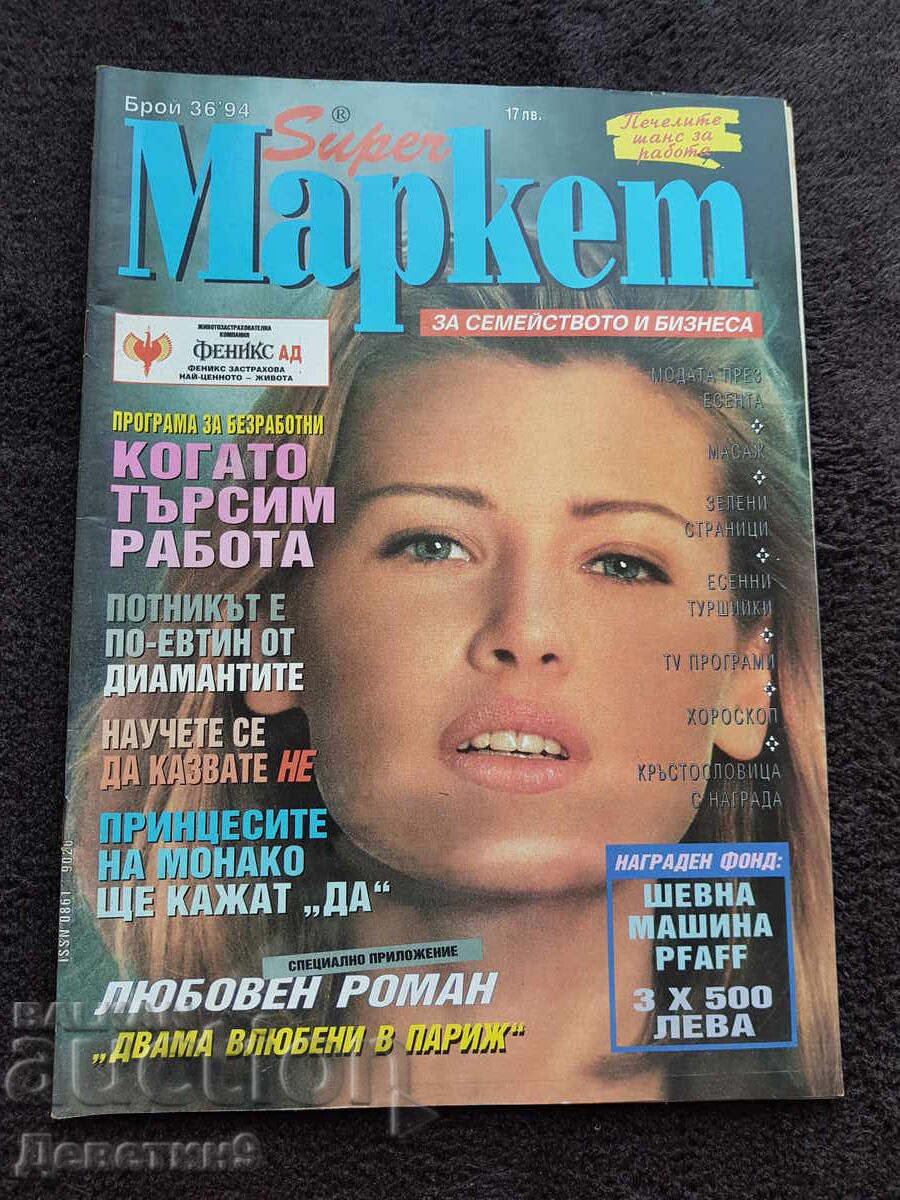 Брой 36'94
Super ®
17 лв.
Печелите
шанс за
работа
Маркет
ЗА СЕМЕЙСТВОТО И БИЗНЕСА
ЖИВОТОЗАСТРАХОВАТЕЛНА
КОМПАНИЯ
ФЕНИКС АД
ФЕНИКС ЗАСТРАХОВА
НАЙ-ЦЕННОТО – ЖИВОТА
ПРОГРАМА ЗА БЕЗРАБОТНИ
КОГАТО
ТЪРСИМ
РАБОТА
ПОТНИКЪТ Е
ПО-ЕВТИН ОТ
ДИАМАНТИТЕ
НАУЧЕТЕ СЕ
ДА КАЗВАТЕ НЕ
ПРИНЦЕСИТЕ
НА МОНАКО
ЩЕ КАЖАТ „ДА“
СПЕЦИАЛНО ПРИЛОЖЕНИЕ
ЛЮБОВЕН РОМАН
„ДВАМА ВЛЮБЕНИ В ПАРИЖ“
МОДАТА ПРЕЗ
ЕСЕНТА
МАСАЖ
ЗЕЛЕНИ
СТРАНИЦИ
ЕСЕННИ
ТУРШИЙКИ
TV ПРОГРАМИ
ХОРОСКОП
КРЪСТОСЛОВИЦА
С НАГРАДА
НАГРАДЕН ФОНД:
ШЕВНА
МАШИНА
PFAFF
3 X 500
ЛЕВА
ISSN 0861 – 9026
auction
Деветин9